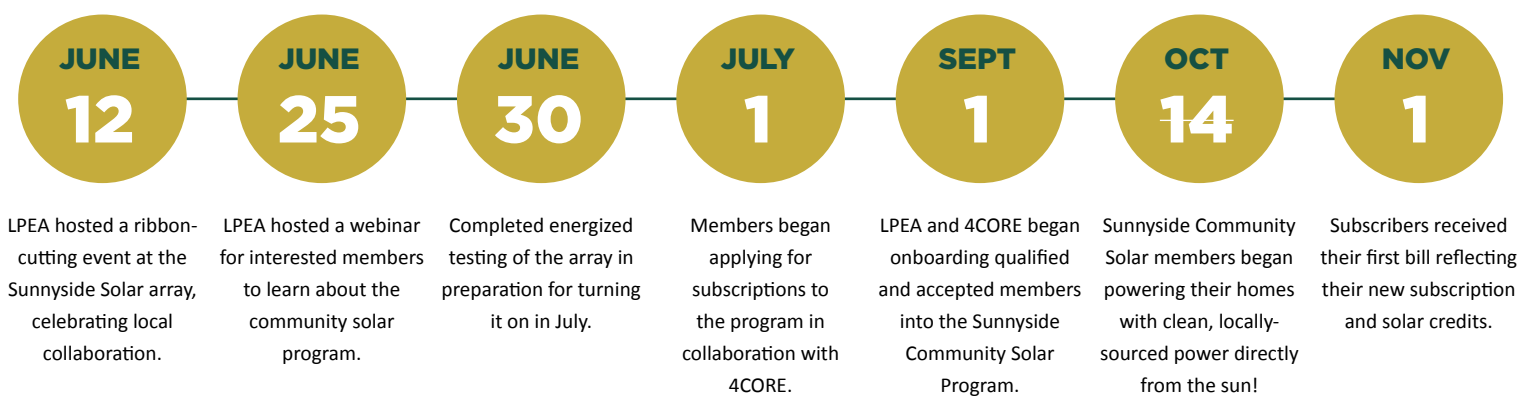 JUNE
12
LPEA hosted a ribbon-
cutting event at the
Sunnyside Solar array,
celebrating local
collaboration.
JUNE
25
LPEA hosted a webinar
for interested members
to learn about the
community solar
program.
JUNE
30
Completed energized
testing of the array in
preparation for turning
it on in July.
JULY
1
Members began
applying for
subscriptions to
the program in
collaboration with
4CORE.
SEPT
1
LPEA and 4CORE began
onboarding qualified
and accepted members
into the Sunnyside
Community Solar
Program.
OCT
14
Sunnyside Community
Solar members began
powering their homes
with clean, locally-
sourced power directly
from the sun!
NOV
1
Subscribers received
their first bill reflecting
their new subscription
and solar credits.